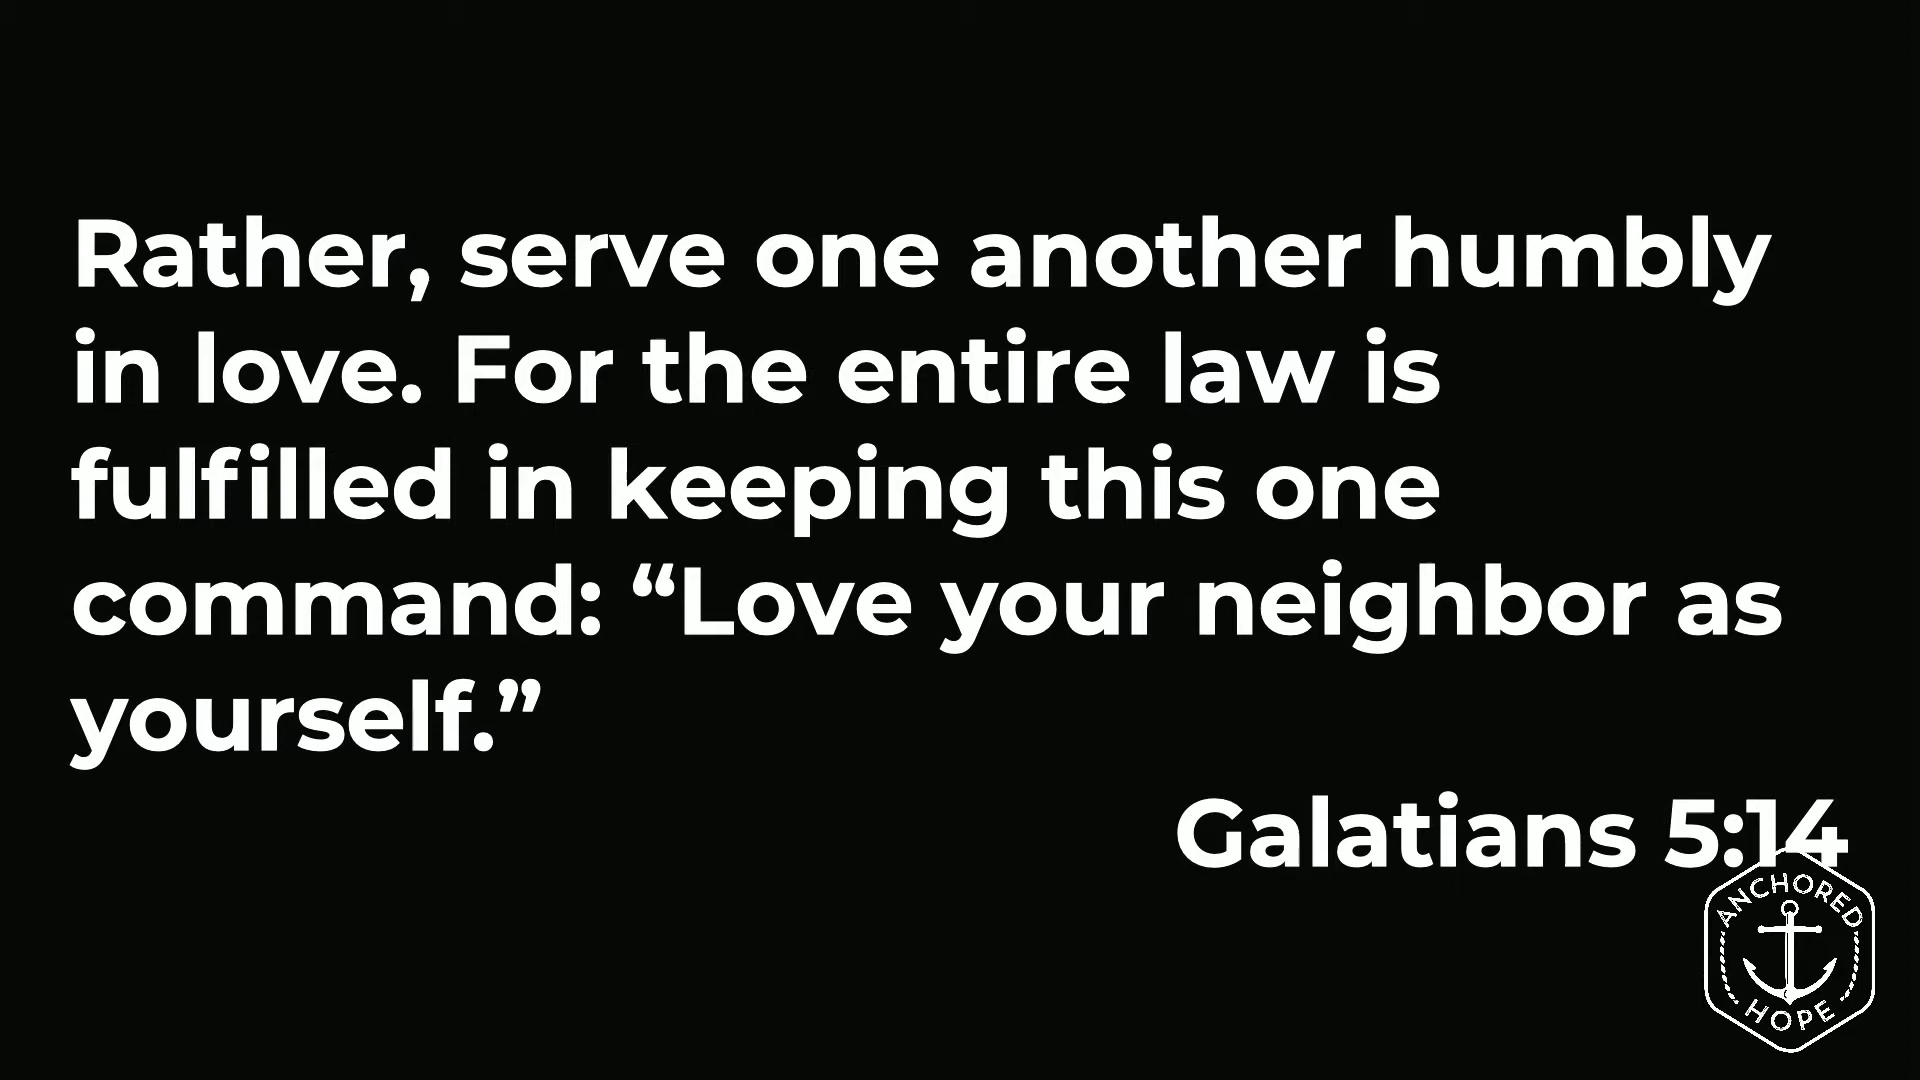 Rather, serve one another humbly
in love. For the entire law is
fulfilled in keeping this one
command: “Love your neighbor as
yourself.”
Galatians 5:14
ANCHORED
HOPE